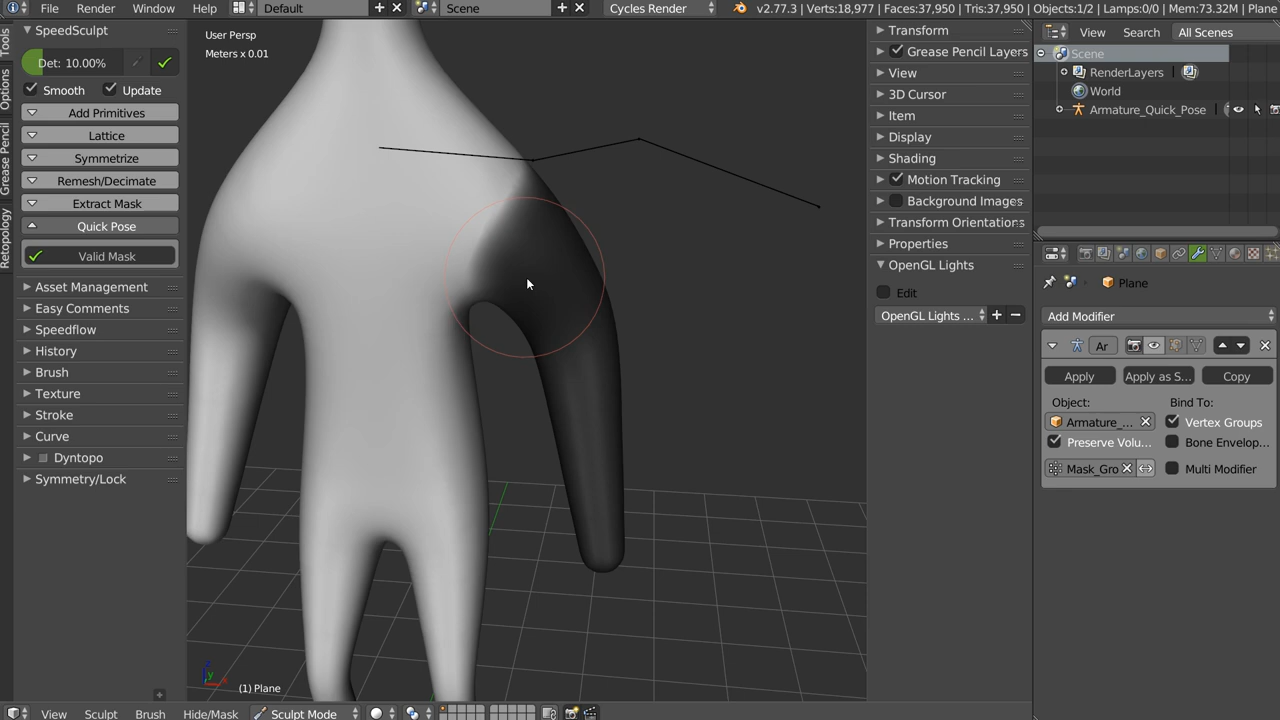 File Render Window Help Default Scene Cycles Render v2.77.3 | Verts:18,977 | Faces:37,950 | Tris:37,950 | Objects:1/2 | Lamps:0/0 | Mem:73.32M | Plane
Tools
Options
Grease Pencil
Retopology
SpeedSculpt
Det: 10.00%
Smooth Update
Add Primitives
Lattice
Symmetrize
Remesh/Decimate
Extract Mask
Quick Pose
Valid Mask
Asset Management
Easy Comments
Speedflow
History
Brush
Texture
Stroke
Curve
Dyntopo
Symmetry/Lock
User Persp
Meters x 0.01
(1) Plane
Transform
Grease Pencil Layers
View
3D Cursor
Item
Display
Shading
Motion Tracking
Background Images
Transform Orientations
Properties
OpenGL Lights
Edit
OpenGL Lights ...
View Search All Scenes
Scene
RenderLayers
World
Armature_Quick_Pose
Plane
Add Modifier
Ar
Apply Apply as S... Copy
Object: Bind To:
Armature_... Vertex Groups
Preserve Volu... Bone Envelop...
Mask_Gro Multi Modifier
View Sculpt Brush Hide/Mask Sculpt Mode